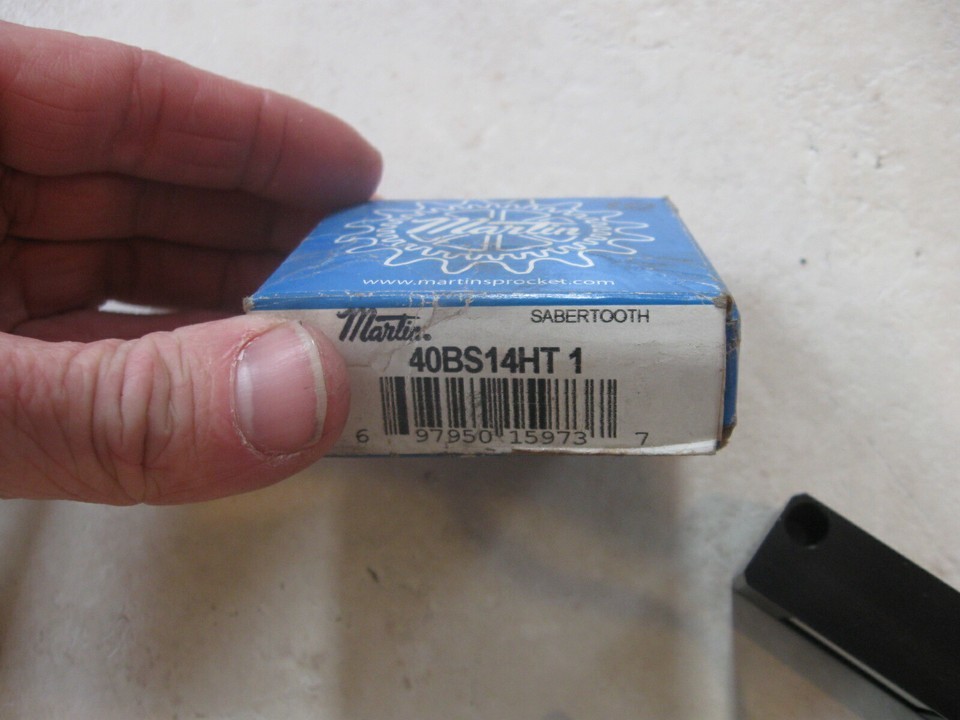 Martin
www.martinsprocket.com
Martin SABERTOOTH
40BS14HT 1
6 97950 15973 7